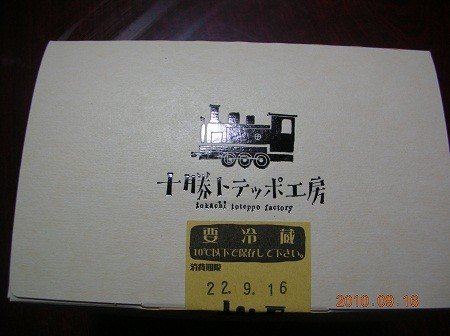 十勝トテッポ工房
tokachi toteppo factory
要冷蔵
10℃以下で保存して下さい。
消費期限
22.9.16
2010.09.16